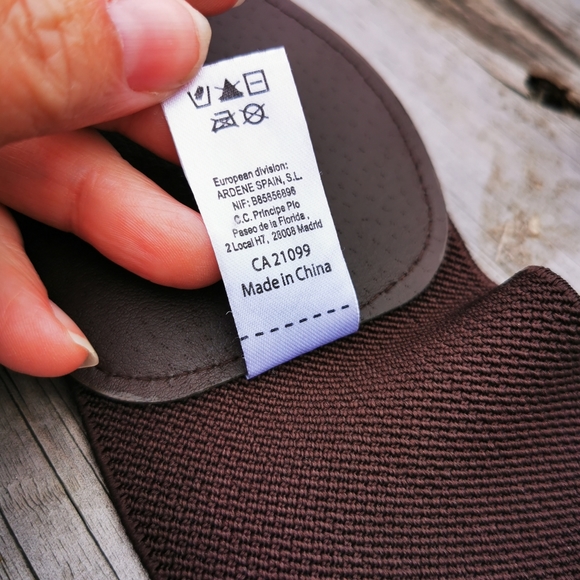 European division:
ARDENE SPAIN, S.L.
NIF: B85856896
C.C. Principe Pio
Paseo de la Florida ,
2 Local H7, 28008 Madrid
CA 21099
Made in China